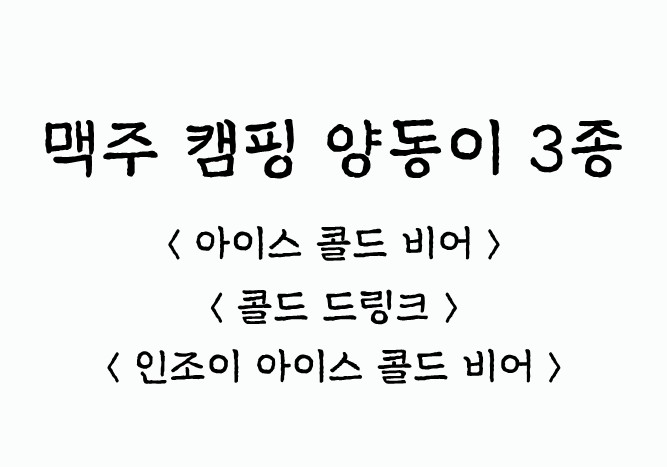 맥주 캠핑 양동이 3종
< 아이스 콜드 비어 >
< 콜드 드링크 >
< 인조이 아이스 콜드 비어 >